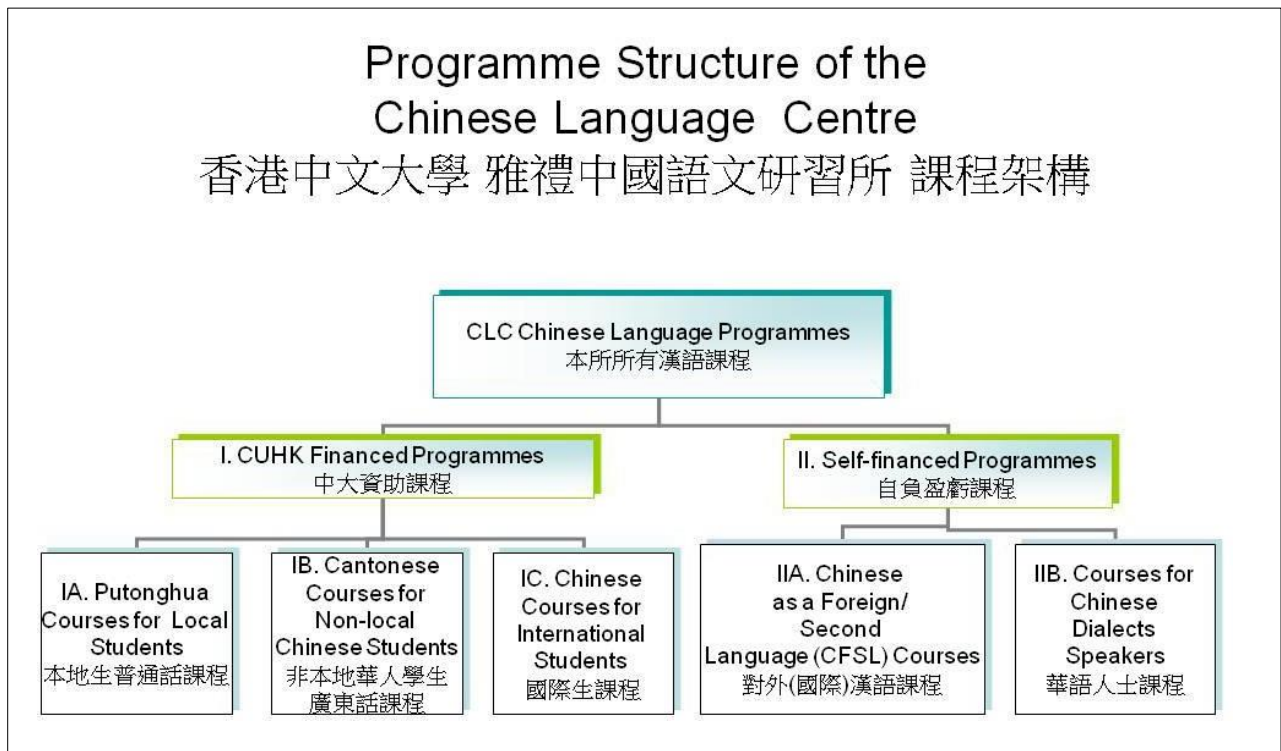 Programme Structure of the
Chinese Language Centre
香港中文大學 雅禮中國語文研習所 課程架構
CLC Chinese Language Programmes
本所所有漢語課程
I. CUHK Financed Programmes
中大資助課程
II. Self-financed Programmes
自負盈虧課程
IA. Putonghua
Courses for Local
Students
本地生普通話課程
IB. Cantonese
Courses for
Non-local
Chinese Students
非本地華人學生
廣東話課程
IC. Chinese
Courses for
International
Students
國際生課程
IIA. Chinese
as a Foreign/
Second
Language (CFSL) Courses
對外(國際)漢語課程
IIB. Courses for
Chinese
Dialects
Speakers
華語人士課程